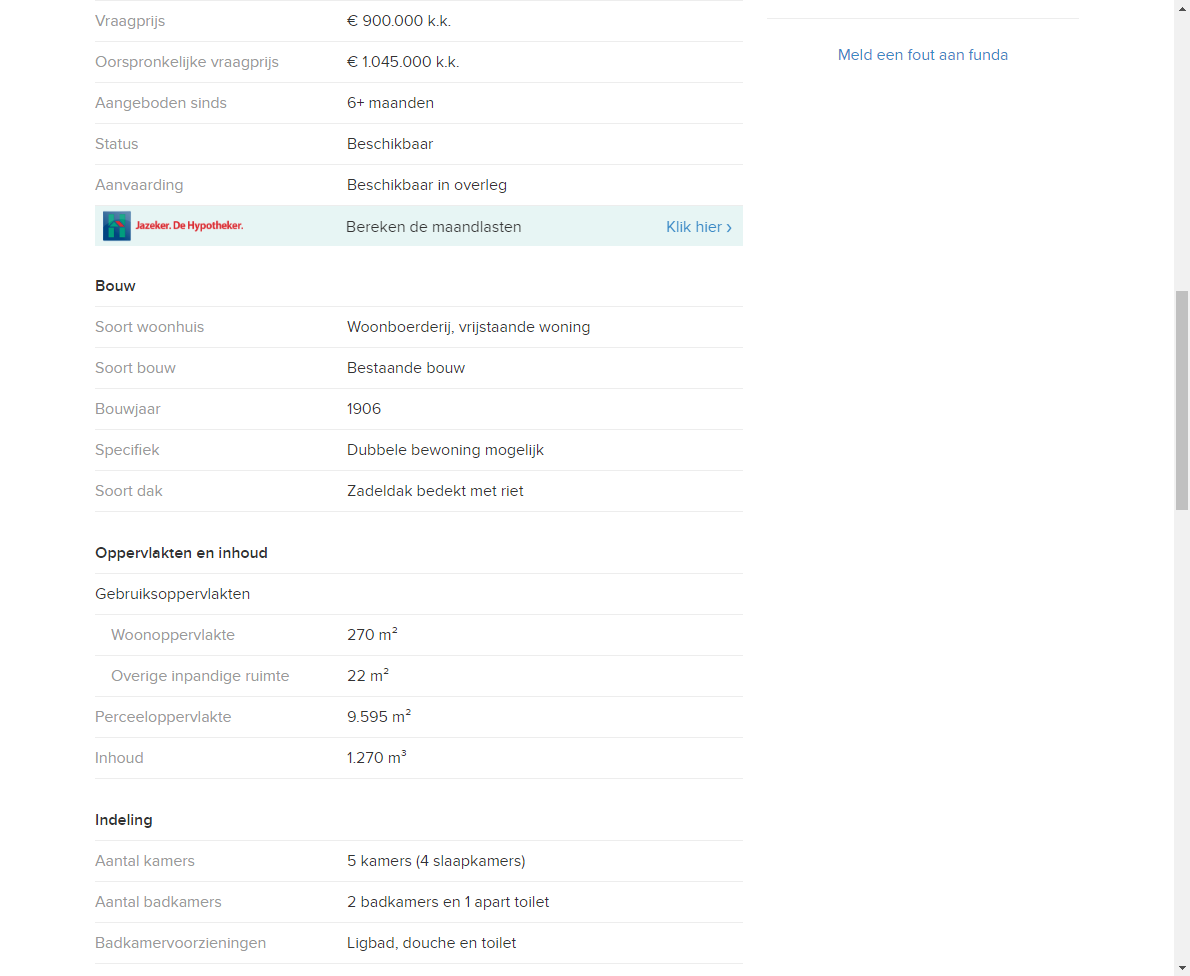 Vraagprijs € 900.000 k.k.
Meld een fout aan funda
Oorspronkelijke vraagprijs € 1.045.000 k.k.
Aangeboden sinds 6+ maanden
Status Beschikbaar
Aanvaarding Beschikbaar in overleg
Jazeker. De Hypotheker. Bereken de maandlasten Klik hier ›
Bouw
Soort woonhuis Woonboerderij, vrijstaande woning
Soort bouw Bestaande bouw
Bouwjaar 1906
Specifiek Dubbele bewoning mogelijk
Soort dak Zadeldak bedekt met riet
Oppervlakten en inhoud
Gebruiksoppervlakten
Woonoppervlakte 270 m²
Overige inpandige ruimte 22 m²
Perceeloppervlakte 9.595 m²
Inhoud 1.270 m³
Indeling
Aantal kamers 5 kamers (4 slaapkamers)
Aantal badkamers 2 badkamers en 1 apart toilet
Badkamervoorzieningen Ligbad, douche en toilet